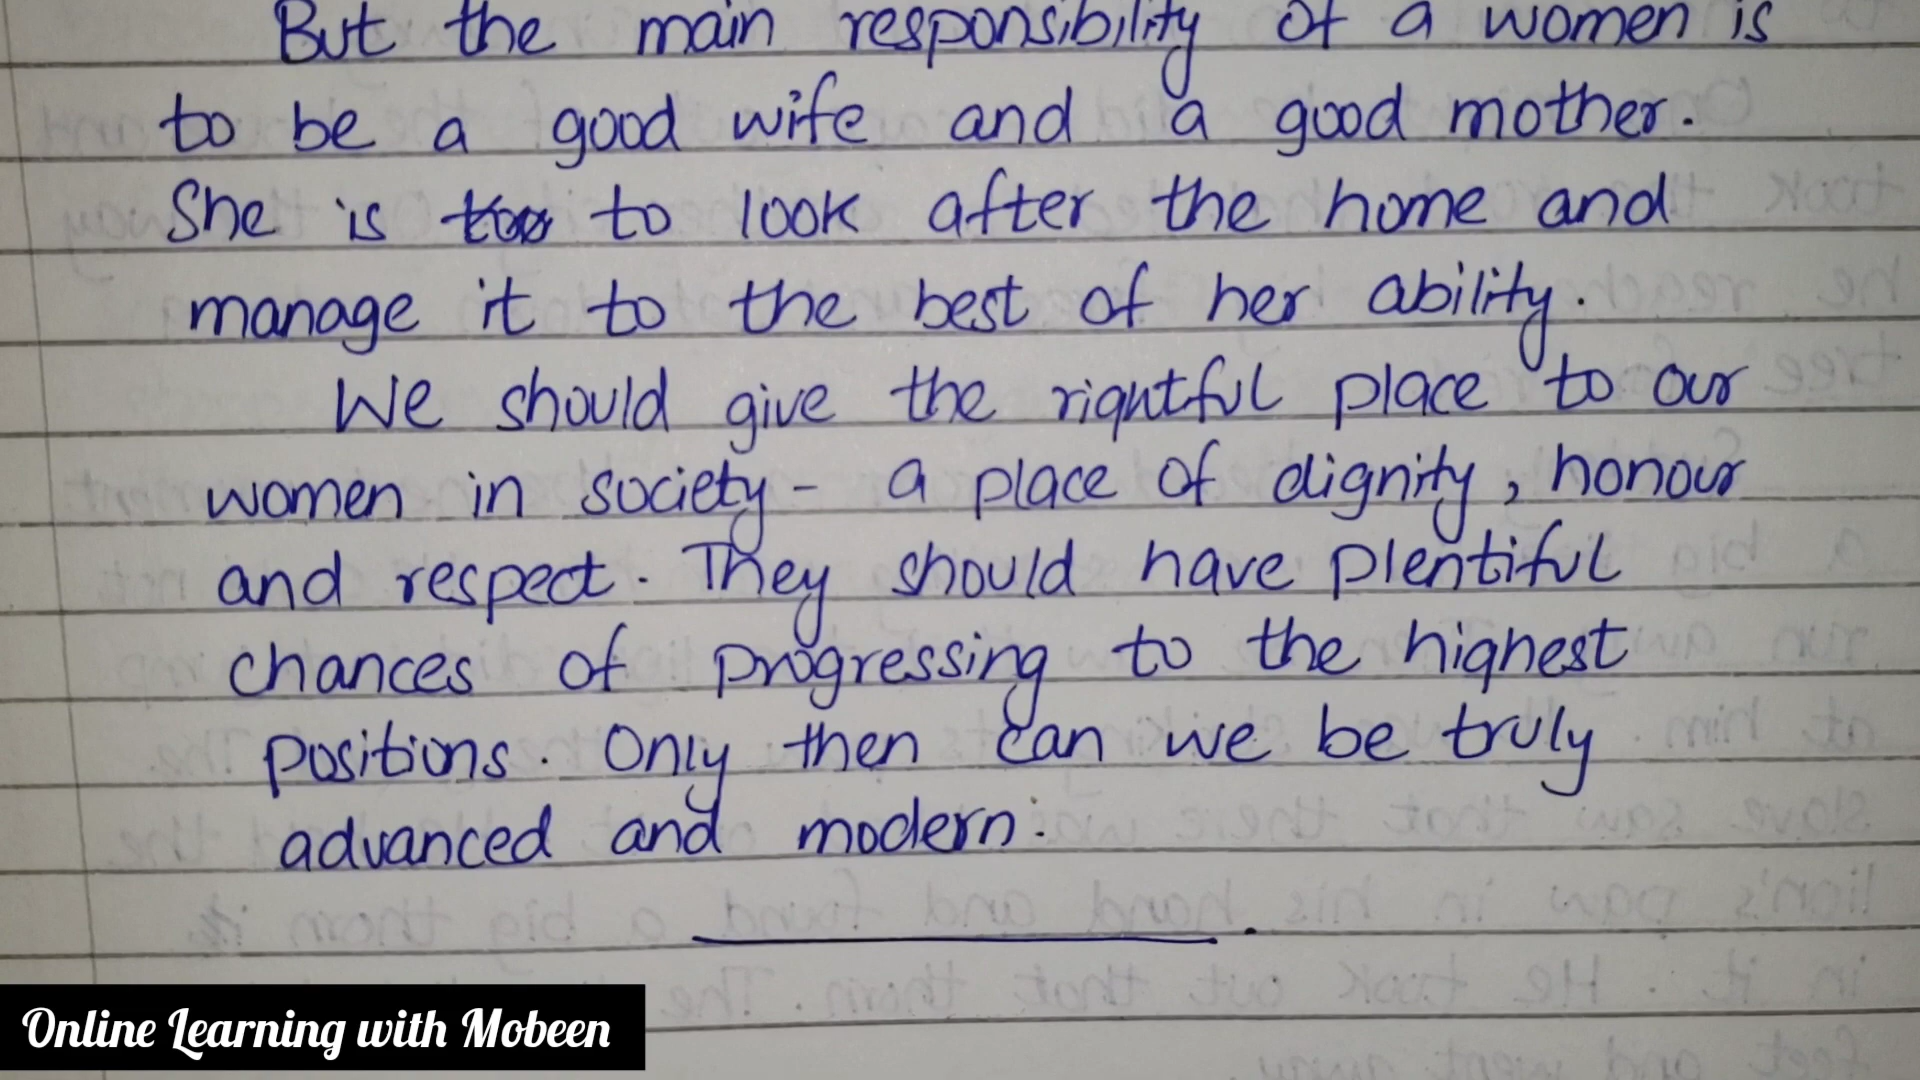 But the main responsibility of a women is
to be a good wife and a good mother.
She is to look after the home and
manage it to the best of her ability.
We should give the rightful place to our
women in society - a place of dignity, honour
and respect. They should have plentiful
chances of progressing to the highest
positions. Only then can we be truly
advanced and modern.
Online Learning with Mobeen